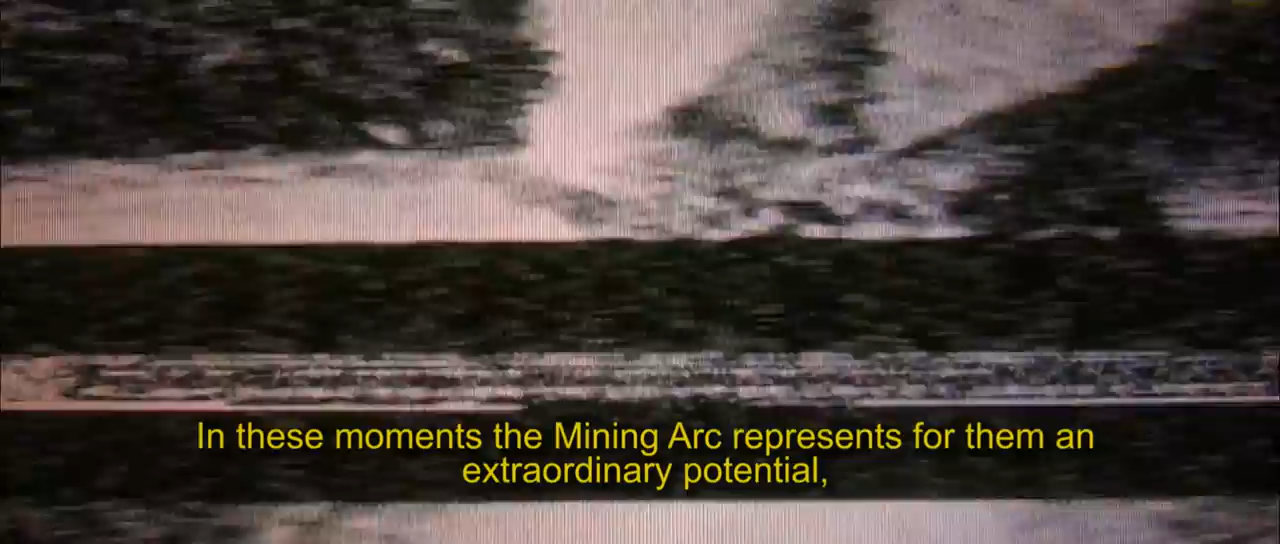 In these moments the Mining Arc represents for them an
extraordinary potential,